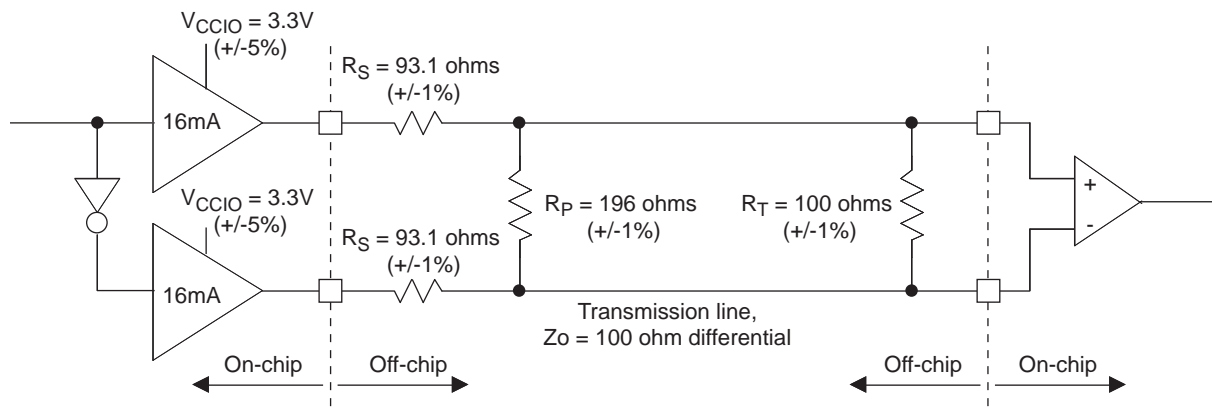 VCCIO = 3.3V
(+/-5%)
16mA
RS = 93.1 ohms
(+/-1%)
VCCIO = 3.3V
(+/-5%)
16mA
RS = 93.1 ohms
(+/-1%)
RP = 196 ohms
(+/-1%)
RT = 100 ohms
(+/-1%)
+
-
Transmission line,
Zo = 100 ohm differential
On-chip
Off-chip
Off-chip
On-chip